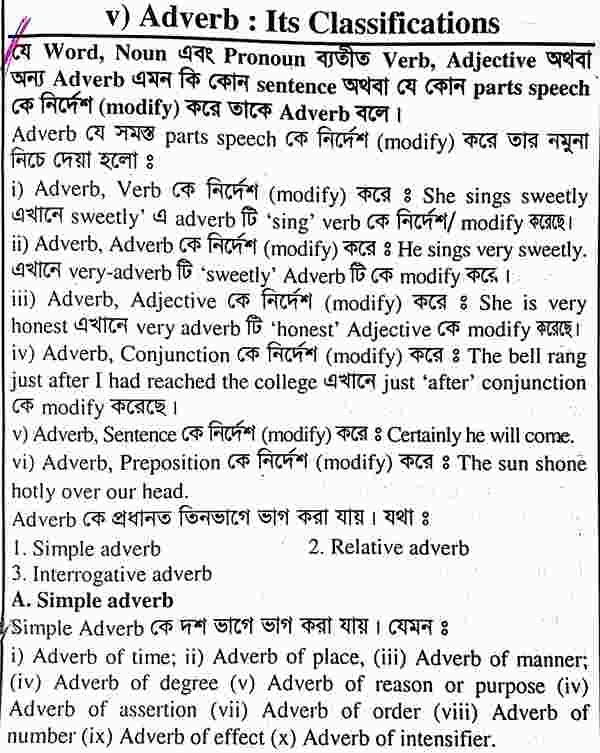 v) Adverb : Its Classifications
যে Word, Noun এবং Pronoun ব্যতীত Verb, Adjective অথবা
অন্য Adverb এমন কি কোন sentence অথবা যে কোন parts speech
কে নির্দেশ (modify) করে তাকে Adverb বলে।
Adverb যে সমস্ত parts speech কে নির্দেশ (modify) করে তার নমুনা
নিচে দেয়া হলো ঃ
i) Adverb, Verb কে নির্দেশ (modify) করে ঃ She sings sweetly
এখানে sweetly' এ adverb টি 'sing' verb কে নির্দেশ/ modify করেছে।
ii) Adverb, Adverb কে নির্দেশ (modify) করে ঃ He sings very sweetly.
এখানে very-adverb টি 'sweetly' Adverb টি কে modify করে।
iii) Adverb, Adjective কে নির্দেশ (modify) করে ঃ She is very
honest এখানে very adverb টি 'honest' Adjective কে modify করেছে।
iv) Adverb, Conjunction কে নির্দেশ (modify) করে ঃ The bell rang
just after I had reached the college এখানে just 'after' conjunction
কে modify করেছে।
v) Adverb, Sentence কে নির্দেশ (modify) করে ঃ Certainly he will come.
vi) Adverb, Preposition কে নির্দেশ (modify) করে ঃ The sun shone
hotly over our head.
Adverb কে প্রধানত তিনভাগে ভাগ করা যায়। যথা ঃ
1. Simple adverb 2. Relative adverb
3. Interrogative adverb
A. Simple adverb
Simple Adverb কে দশ ভাগে ভাগ করা যায়। যেমন ঃ
i) Adverb of time; ii) Adverb of place, (iii) Adverb of manner;
(iv) Adverb of degree (v) Adverb of reason or purpose (iv)
Adverb of assertion (vii) Adverb of order (viii) Adverb of
number (ix) Adverb of effect (x) Adverb of intensifier.